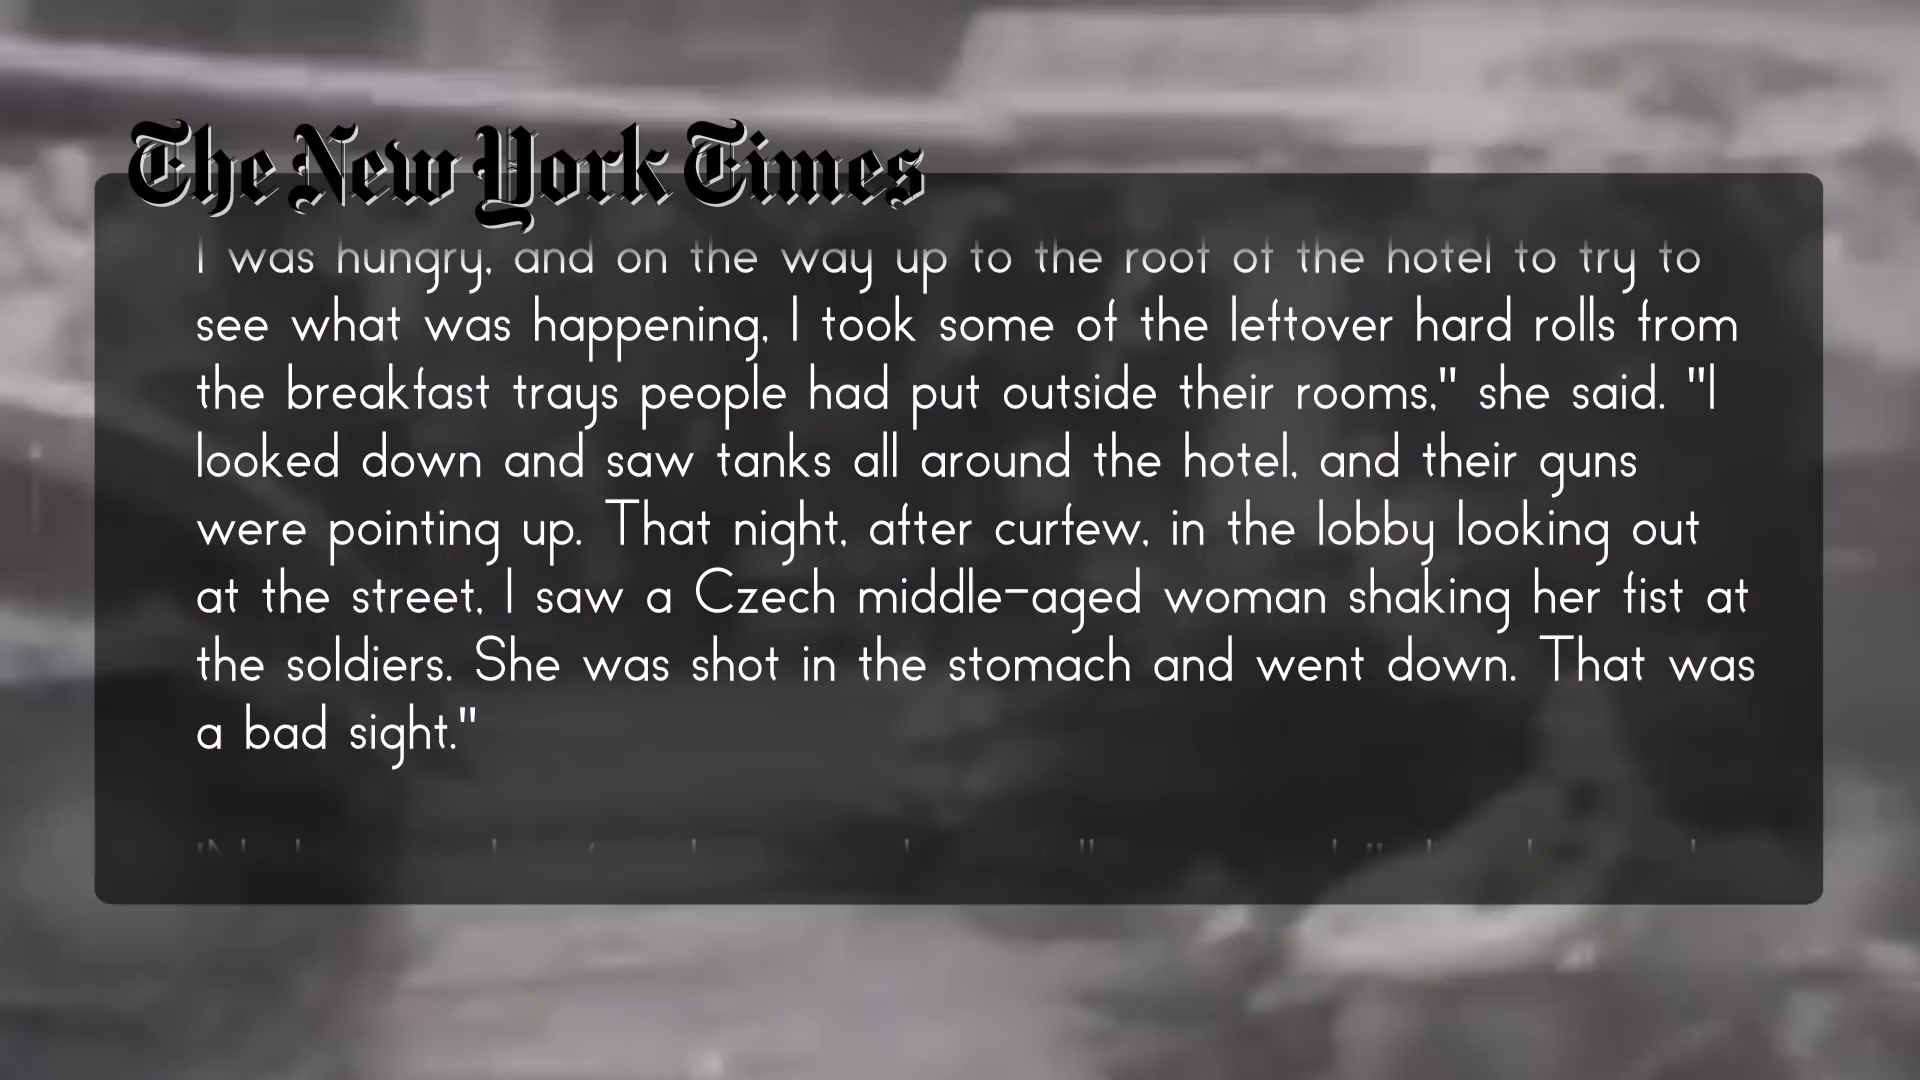 The New York Times
I was hungry, and on the way up to the roof of the hotel to try to
see what was happening, I took some of the leftover hard rolls from
the breakfast trays people had put outside their rooms," she said. "I
looked down and saw tanks all around the hotel, and their guns
were pointing up. That night, after curfew, in the lobby looking out
at the street, I saw a Czech middle-aged woman shaking her fist at
the soldiers. She was shot in the stomach and went down. That was
a bad sight."